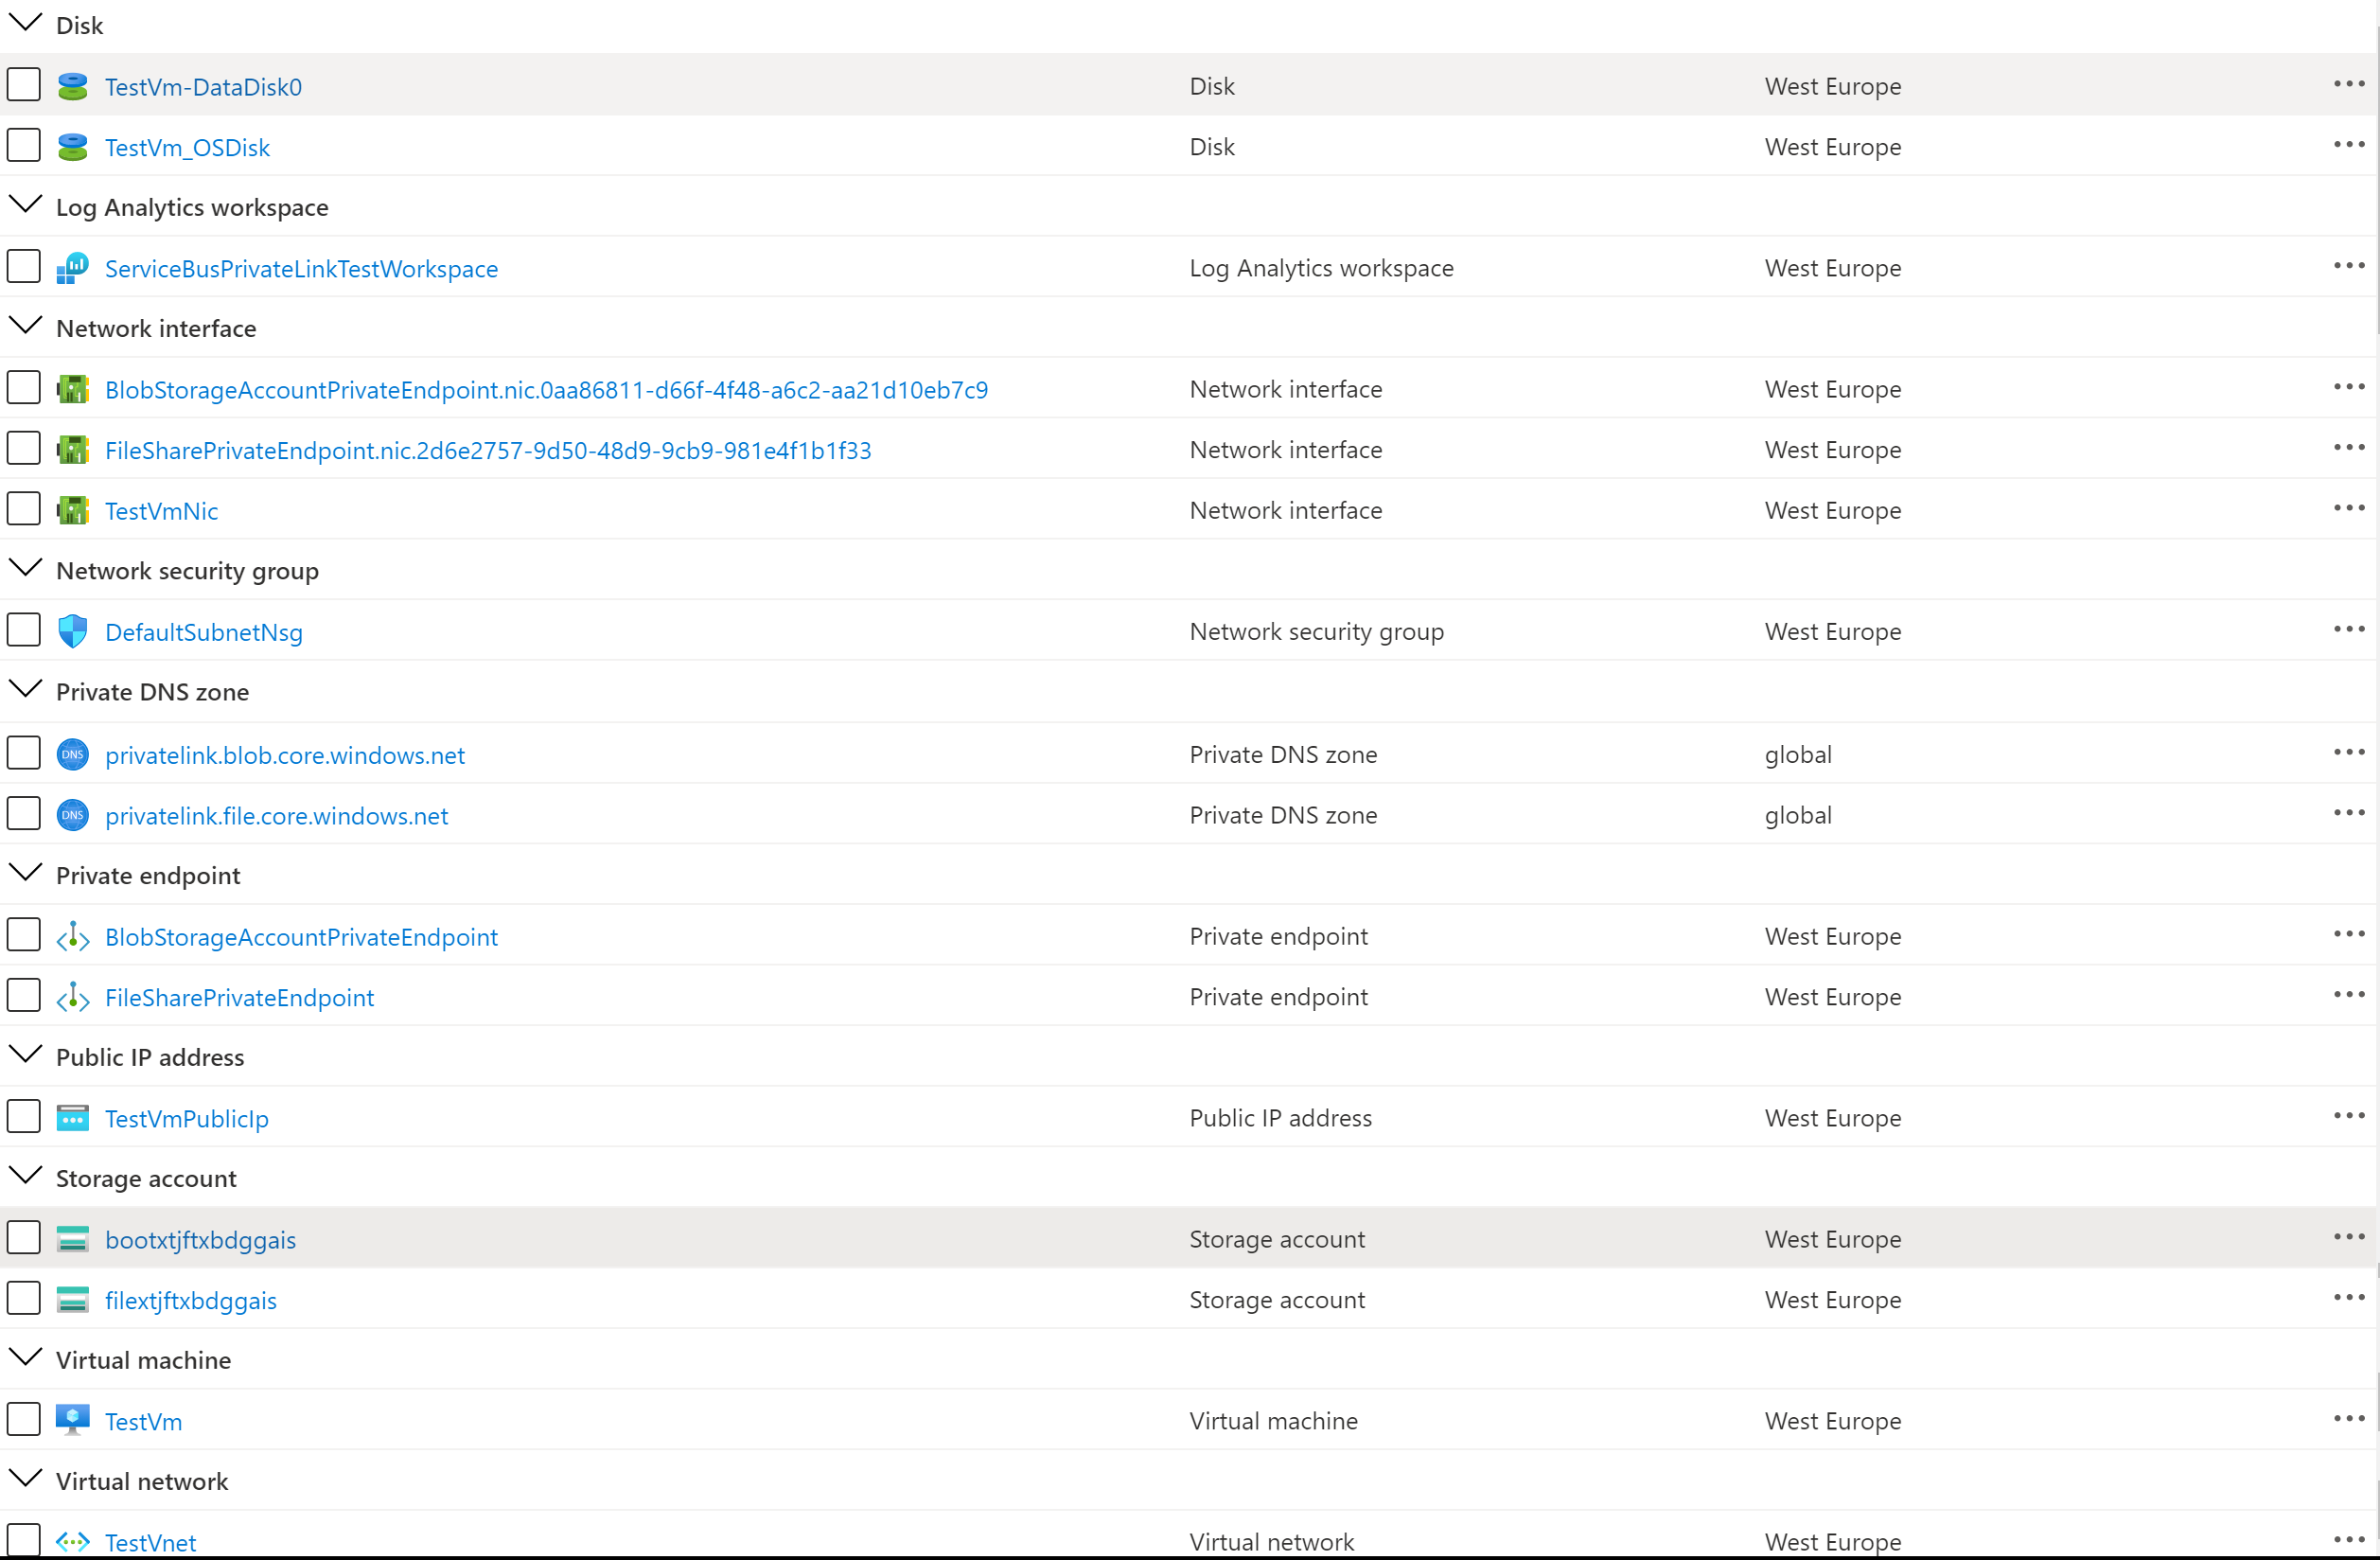 Disk
TestVm-DataDisk0 Disk West Europe
TestVm_OSDisk Disk West Europe
Log Analytics workspace
ServiceBusPrivateLinkTestWorkspace Log Analytics workspace West Europe
Network interface
BlobStorageAccountPrivateEndpoint.nic.0aa86811-d66f-4f48-a6c2-aa21d10eb7c9 Network interface West Europe
FileSharePrivateEndpoint.nic.2d6e2757-9d50-48d9-9cb9-981e4f1b1f33 Network interface West Europe
TestVmNic Network interface West Europe
Network security group
DefaultSubnetNsg Network security group West Europe
Private DNS zone
DNS privatelink.blob.core.windows.net Private DNS zone global
DNS privatelink.file.core.windows.net Private DNS zone global
Private endpoint
BlobStorageAccountPrivateEndpoint Private endpoint West Europe
FileSharePrivateEndpoint Private endpoint West Europe
Public IP address
TestVmPublicIp Public IP address West Europe
Storage account
bootxtjftxbdggais Storage account West Europe
filextjftxbdggais Storage account West Europe
Virtual machine
TestVm Virtual machine West Europe
Virtual network
TestVnet Virtual network West Europe